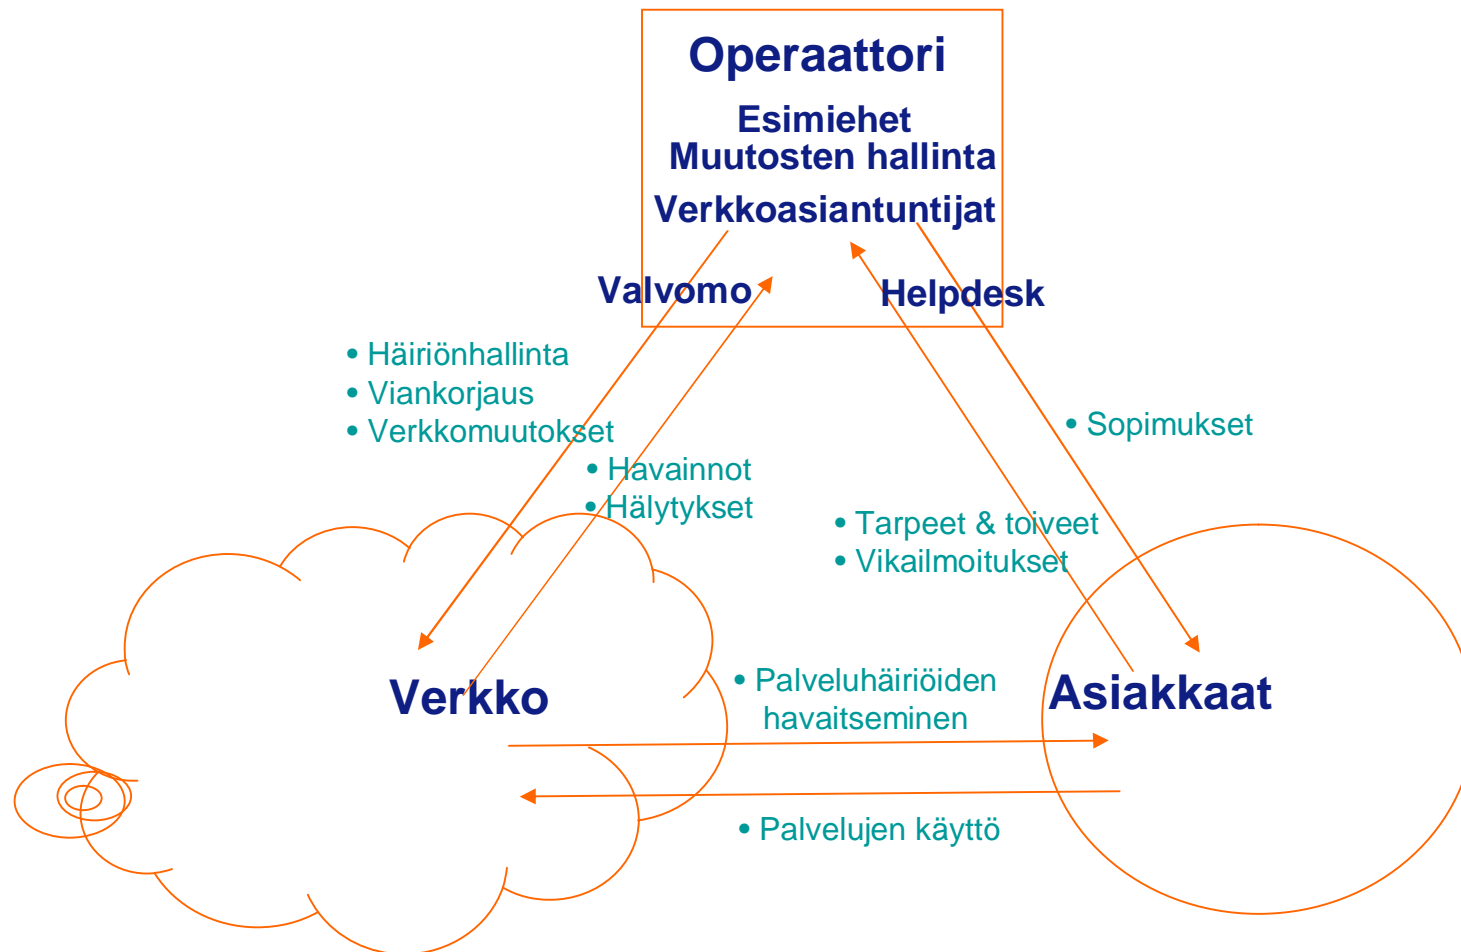 Operaattori
Esimiehet
Muutosten hallinta
Verkkoasiantuntijat
Valvomo
Helpdesk
• Häiriönhallinta
• Viankorjaus
• Verkkomuutokset
• Havainnot
• Hälytykset
• Sopimukset
• Tarpeet & toiveet
• Vikailmoitukset
Verkko
• Palveluhäiriöiden
havaitseminen
Asiakkaat
• Palvelujen käyttö